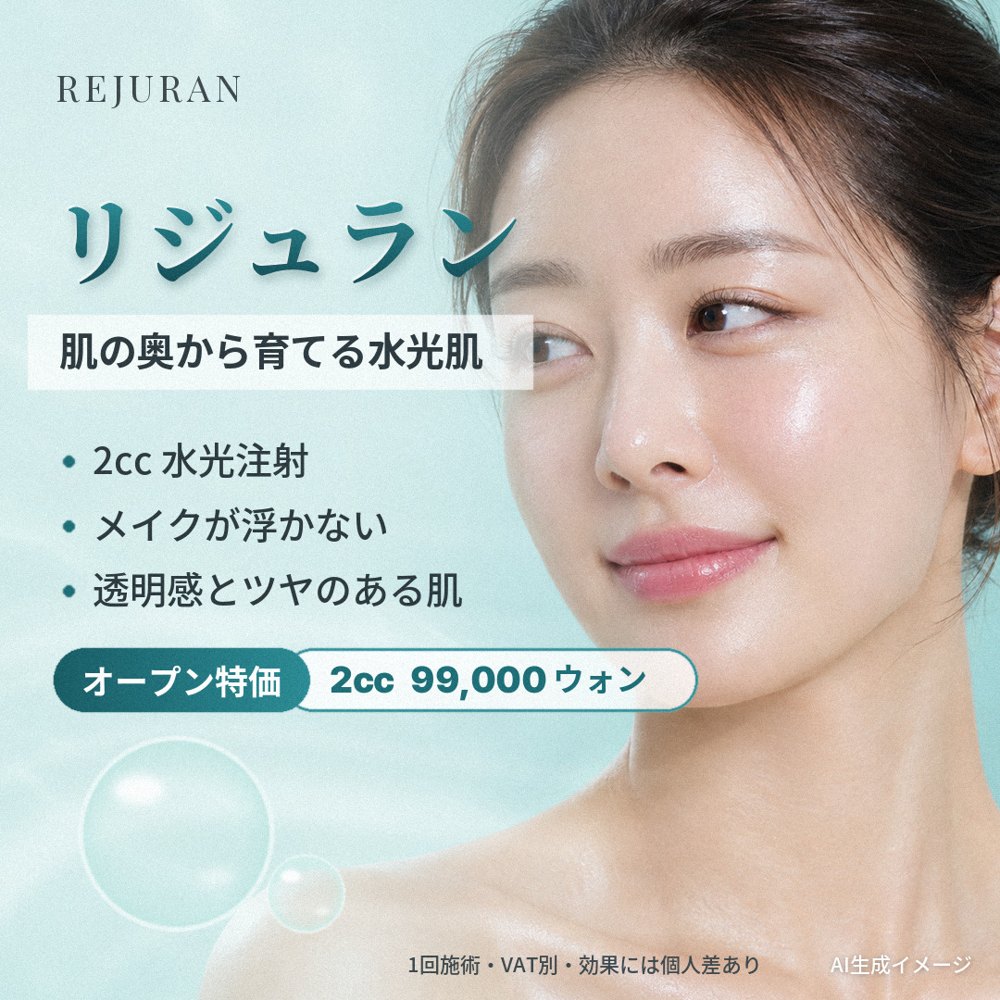 REJURAN
リジュラン
肌の奥から育てる水光肌
• 2cc 水光注射
• メイクが浮かない
• 透明感とツヤのある肌
オープン特価 2cc 99,000 ウォン
1回施術・VAT別・効果には個人差あり
AI生成イメージ